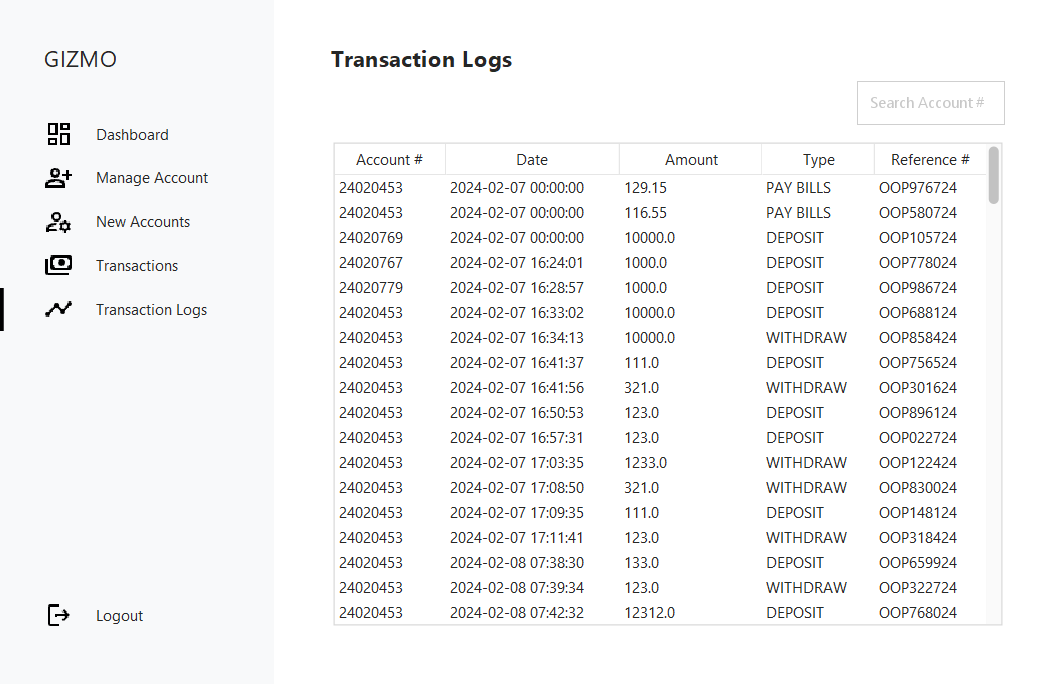 GIZMO
Dashboard
Manage Account
New Accounts
Transactions
Transaction Logs
Logout
Transaction Logs
Search Account #
Account # Date Amount Type Reference #
24020453 2024-02-07 00:00:00 129.15 PAY BILLS OOP976724
24020453 2024-02-07 00:00:00 116.55 PAY BILLS OOP580724
24020769 2024-02-07 00:00:00 10000.0 DEPOSIT OOP105724
24020767 2024-02-07 16:24:01 1000.0 DEPOSIT OOP778024
24020779 2024-02-07 16:28:57 1000.0 DEPOSIT OOP986724
24020453 2024-02-07 16:33:02 10000.0 DEPOSIT OOP688124
24020453 2024-02-07 16:34:13 10000.0 WITHDRAW OOP858424
24020453 2024-02-07 16:41:37 111.0 DEPOSIT OOP756524
24020453 2024-02-07 16:41:56 321.0 WITHDRAW OOP301624
24020453 2024-02-07 16:50:53 123.0 DEPOSIT OOP896124
24020453 2024-02-07 16:57:31 123.0 DEPOSIT OOP022724
24020453 2024-02-07 17:03:35 1233.0 WITHDRAW OOP122424
24020453 2024-02-07 17:08:50 321.0 WITHDRAW OOP830024
24020453 2024-02-07 17:09:35 111.0 DEPOSIT OOP148124
24020453 2024-02-07 17:11:41 123.0 WITHDRAW OOP318424
24020453 2024-02-08 07:38:30 133.0 DEPOSIT OOP659924
24020453 2024-02-08 07:39:34 123.0 WITHDRAW OOP322724
24020453 2024-02-08 07:42:32 12312.0 DEPOSIT OOP768024